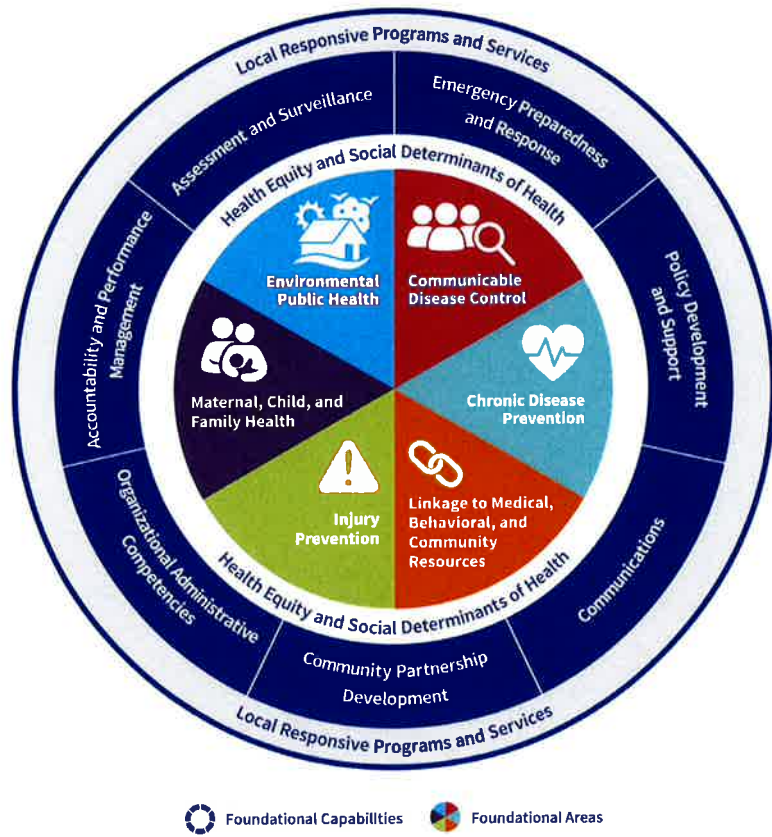 Local Responsive Programs and Services
Assessment and Surveillance
Emergency Preparedness
and Response
Health Equity and Social Determinants of Health
Accountability and Performance
Management
Policy Development
and Support
Environmental
Public Health
Communicable
Disease Control
Maternal, Child, and
Family Health
Chronic Disease
Prevention
Injury
Prevention
Linkage to Medical,
Behavioral, and
Community
Resources
Organizational Administrative
Competencies
Communications
Health Equity and Social Determinants of Health
Community Partnership
Development
Local Responsive Programs and Services
Foundational Capabilities
Foundational Areas